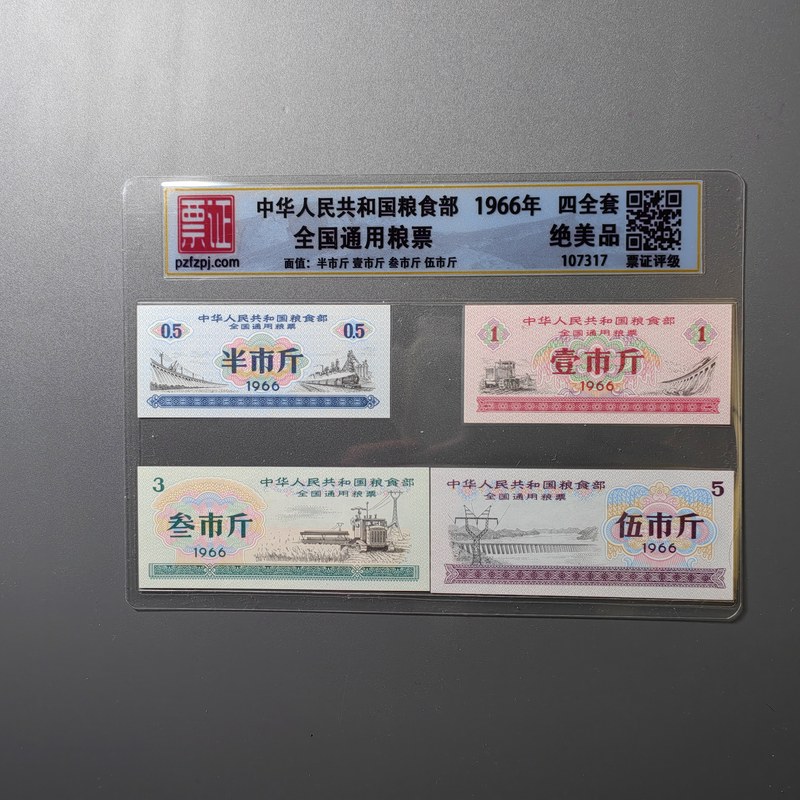 票证
pzfzpj.com
中华人民共和国粮食部 1966年 四全套
全国通用粮票 绝美品
面值：半市斤 壹市斤 叁市斤 伍市斤 107317 票证评级
中华人民共和国粮食部
全国通用粮票
0.5 0.5
半市斤
1966
中华人民共和国粮食部
全国通用粮票
1 1
壹市斤
1966
3 中华人民共和国粮食部
全国通用粮票
叁市斤
1966
中华人民共和国粮食部 5
全国通用粮票
伍市斤
1966